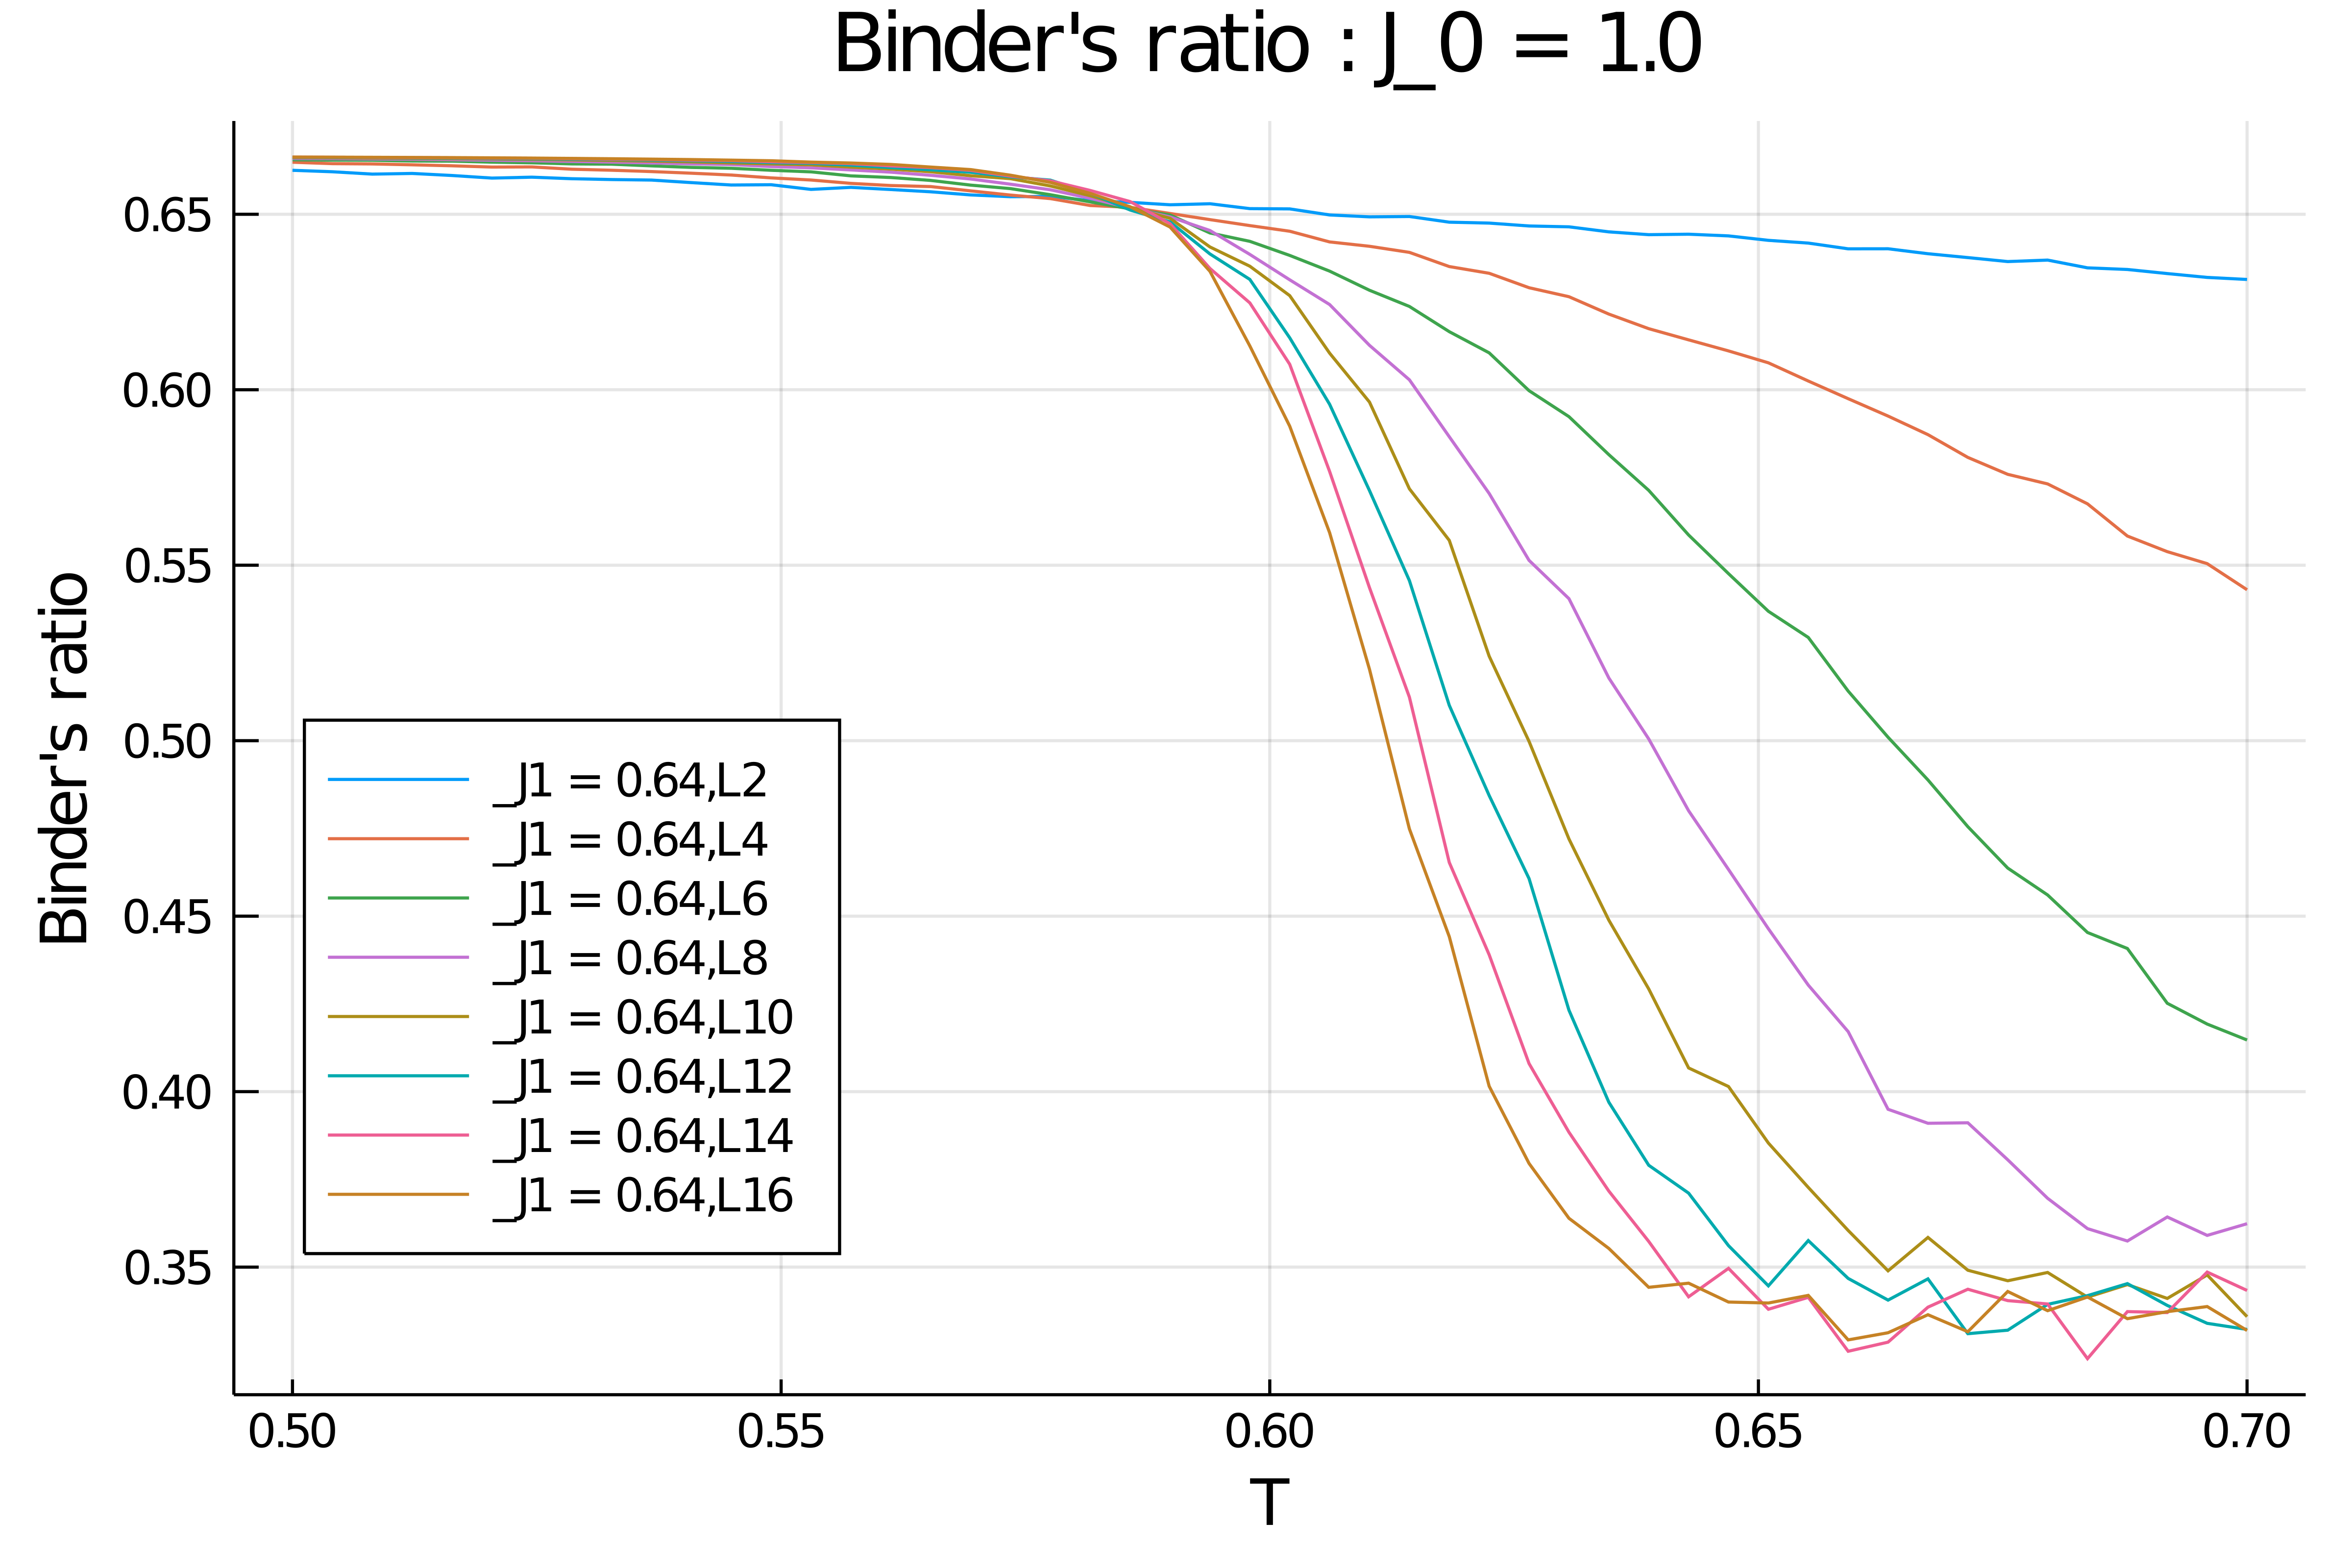 Binder's ratio : J_0 = 1.0
Binder's ratio
0.65
0.60
0.55
0.50
0.45
0.40
0.35
_J1 = 0.64,L2
_J1 = 0.64,L4
_J1 = 0.64,L6
_J1 = 0.64,L8
_J1 = 0.64,L10
_J1 = 0.64,L12
_J1 = 0.64,L14
_J1 = 0.64,L16
0.50 0.55 0.60 0.65 0.70
T